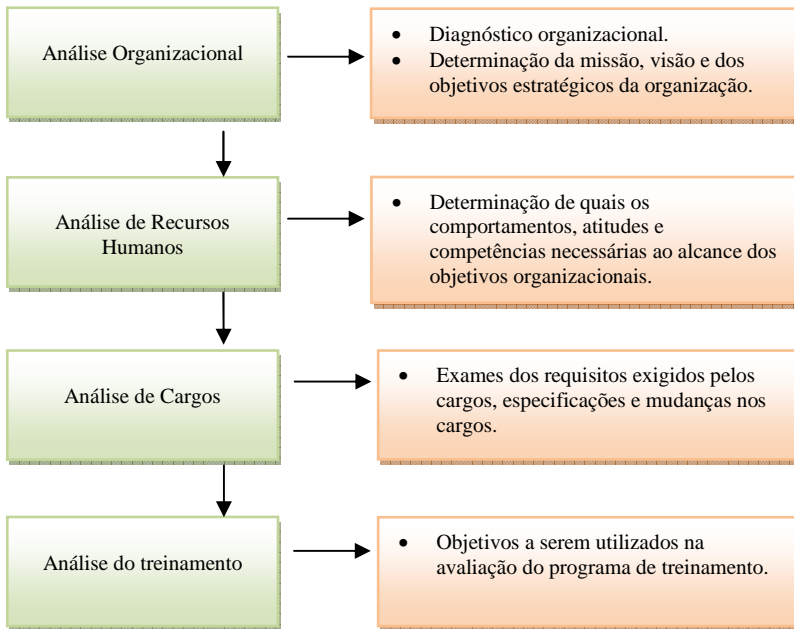 Análise Organizacional
• Diagnóstico organizacional.
• Determinação da missão, visão e dos
objetivos estratégicos da organização.
Análise de Recursos
Humanos
• Determinação de quais os
comportamentos, atitudes e
competências necessárias ao alcance dos
objetivos organizacionais.
Análise de Cargos
• Exames dos requisitos exigidos pelos
cargos, especificações e mudanças nos
cargos.
Análise do treinamento
• Objetivos a serem utilizados na
avaliação do programa de treinamento.